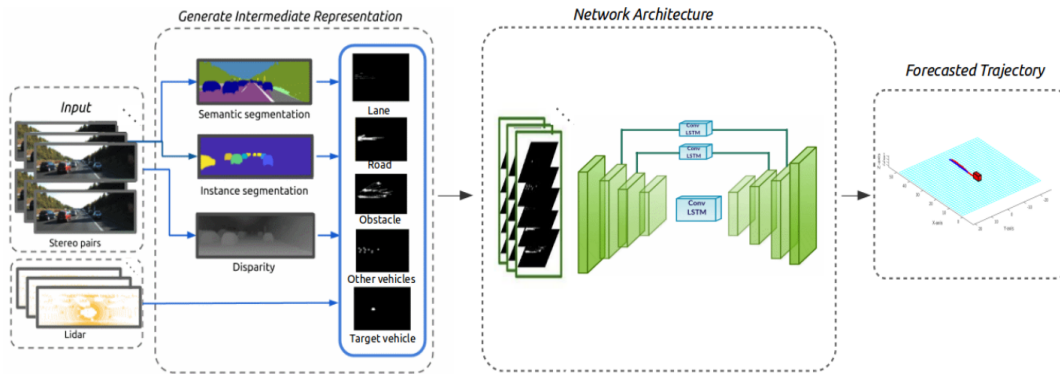 Generate Intermediate Representation
Network Architecture
Forecasted Trajectory
Input
Stereo pairs
Lidar
Semantic segmentation
Instance segmentation
Disparity
Lane
Road
Obstacle
Other vehicles
Target vehicle
Conv
LSTM
Conv
LSTM
Conv
LSTM